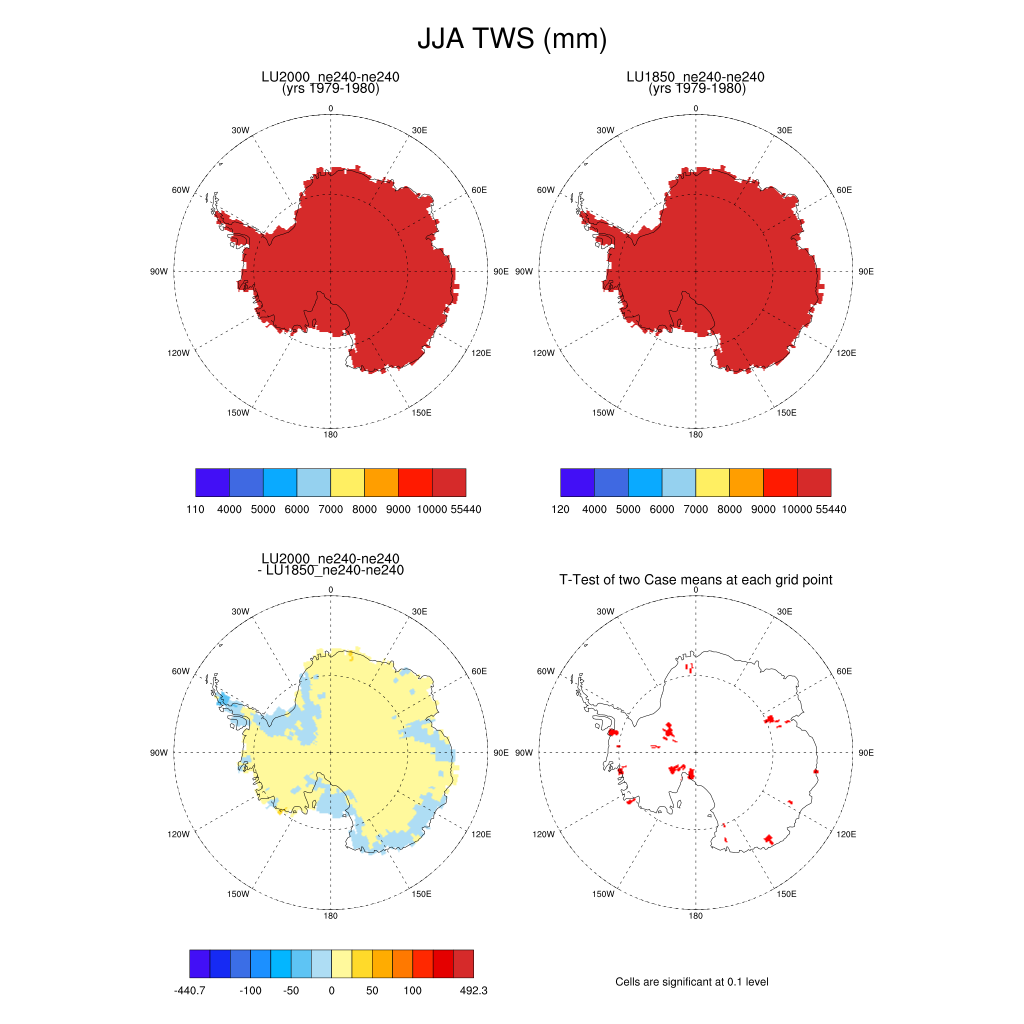 JJA TWS (mm)
LU2000_ne240-ne240
(yrs 1979-1980)
LU1850_ne240-ne240
(yrs 1979-1980)
0
30W
30E
60W
60E
90W
90E
120W
120E
150W
150E
180
0
30W
30E
60W
60E
90W
90E
120W
120E
150W
150E
180
110 4000 5000 6000 7000 8000 9000 10000 55440
120 4000 5000 6000 7000 8000 9000 10000 55440
LU2000_ne240-ne240
- LU1850_ne240-ne240
T-Test of two Case means at each grid point
0
30W
30E
60W
60E
90W
90E
120W
120E
150W
150E
180
0
30W
30E
60W
60E
90W
90E
120W
120E
150W
150E
180
-440.7 -100 -50 0 50 100 492.3
Cells are significant at 0.1 level